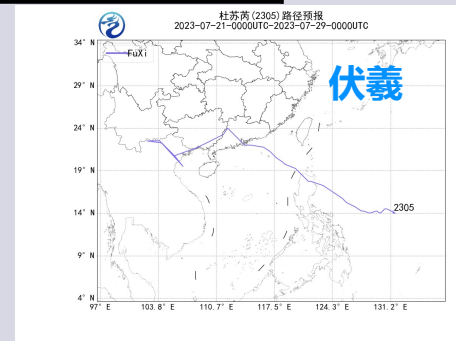 杜苏芮(2305)路径预报
2023-07-21-0000UTC-2023-07-29-0000UTC
34° N
FuXi
伏羲
29° N
24° N
19° N
14° N
2305
9° N
4° N
97° E 103.8° E 110.7° E 117.5° E 124.3° E 131.2° E